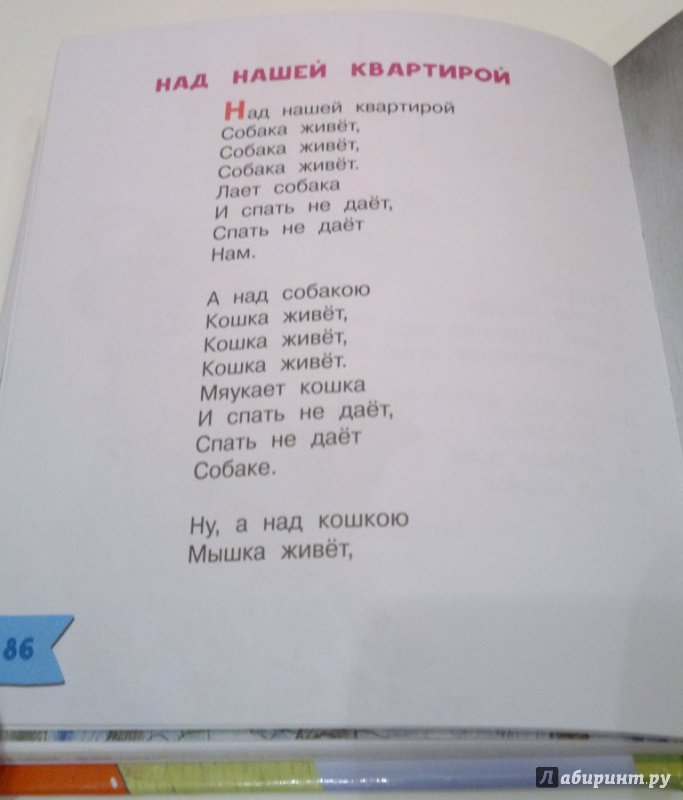 НАД НАШЕЙ КВАРТИРОЙ
Над нашей квартирой
Собака живёт,
Собака живёт,
Собака живёт.
Лает собака
И спать не даёт,
Спать не даёт
Нам.
А над собакою
Кошка живёт,
Кошка живёт,
Кошка живёт.
Мяукает кошка
И спать не даёт,
Спать не даёт
Собаке.
Ну, а над кошкою
Мышка живёт,
86
Лабиринт.ру